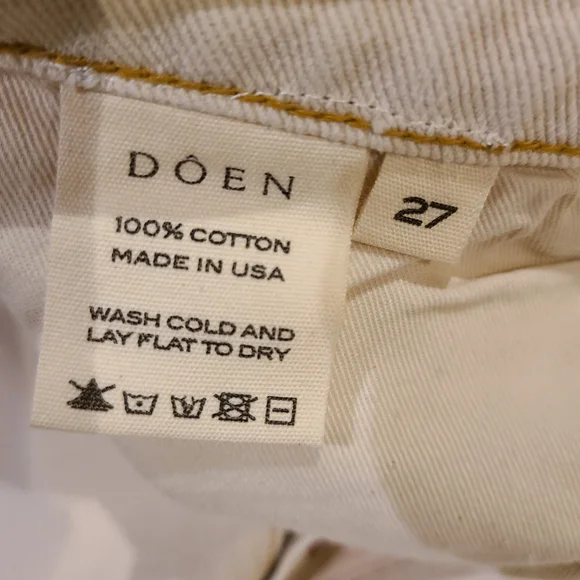 DÔEN
27
100% COTTON
MADE IN USA
WASH COLD AND
LAY FLAT TO DRY